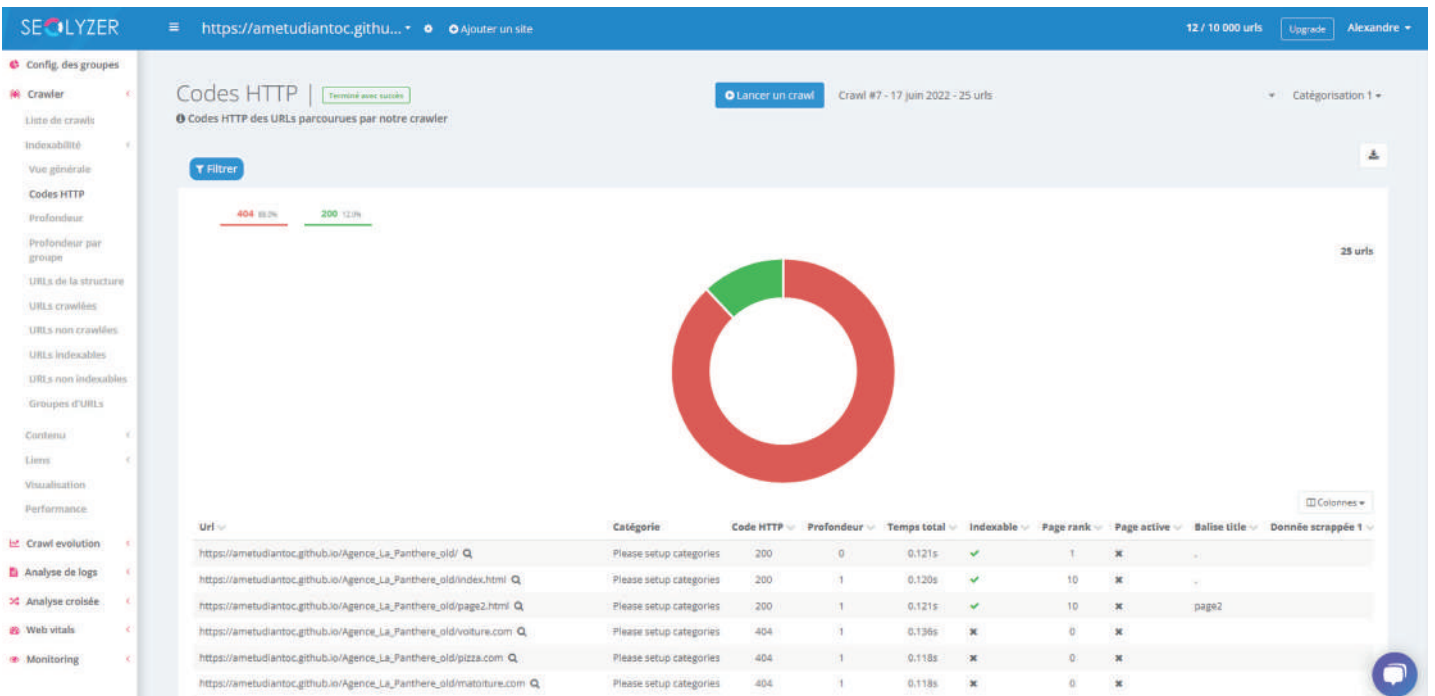 SEOLYZER
https://ametudiantoc.githu...
Ajouter un site
12 / 10 000 urls
Upgrade
Alexandre
Config. des groupes
Crawler
Liste de crawls
Indexabilité
Vue générale
Codes HTTP
Profondeur
Profondeur par
groupe
URLs de la structure
URLs crawlées
URLs non crawlées
URLs indexables
URLs non indexables
Groupes d'URLs
Contenu
Liens
Visualisation
Performance
Crawl evolution
Analyse de logs
Analyse croisée
Web vitals
Monitoring
Codes HTTP | Terminé avec succès
Lancer un crawl
Crawl #7 - 17 juin 2022 - 25 urls
Catégorisation 1
Codes HTTP des URLs parcourues par notre crawler
Filtrer
404 88.0% 200 12.0%
25 urls
Colonnes
Url Catégorie Code HTTP Profondeur Temps total Indexable Page rank Page active Balise title Donnée scrappée 1
https://ametudiantoc.github.io/Agence_La_Panthere_old/ Please setup categories 200 0 0.121s 1 .
https://ametudiantoc.github.io/Agence_La_Panthere_old/index.html Please setup categories 200 1 0.120s 10 .
https://ametudiantoc.github.io/Agence_La_Panthere_old/page2.html Please setup categories 200 1 0.121s 10 page2
https://ametudiantoc.github.io/Agence_La_Panthere_old/voiture.com Please setup categories 404 1 0.136s 0
https://ametudiantoc.github.io/Agence_La_Panthere_old/pizza.com Please setup categories 404 1 0.118s 0
https://ametudiantoc.github.io/Agence_La_Panthere_old/matoiture.com Please setup categories 404 1 0.118s 0